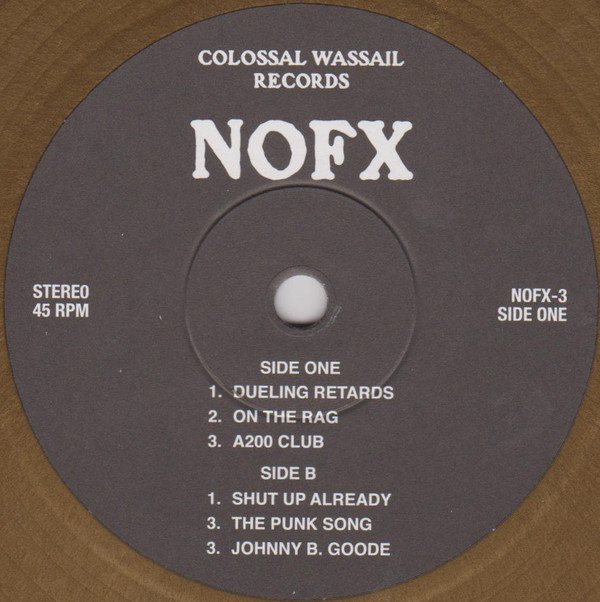 COLOSSAL WASSAIL
RECORDS
NOFX
STEREO
45 RPM
NOFX-3
SIDE ONE
SIDE ONE
1. DUELING RETARDS
2. ON THE RAG
3. A200 CLUB
SIDE B
1. SHUT UP ALREADY
3. THE PUNK SONG
3. JOHNNY B. GOODE